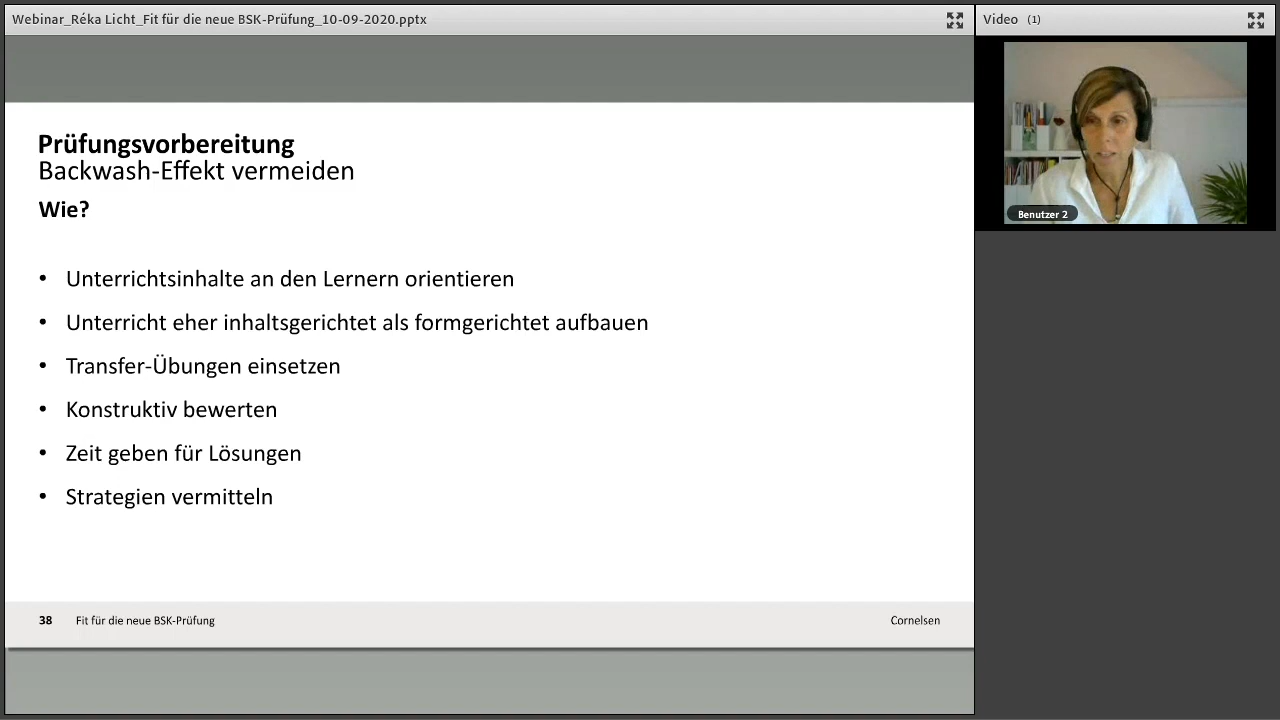 Webinar_Réka Licht_Fit für die neue BSK-Prüfung_10-09-2020.pptx
Video (1)
Prüfungsvorbereitung
Backwash-Effekt vermeiden
Wie?
• Unterrichtsinhalte an den Lernern orientieren
• Unterricht eher inhaltsgerichtet als formgerichtet aufbauen
• Transfer-Übungen einsetzen
• Konstruktiv bewerten
• Zeit geben für Lösungen
• Strategien vermitteln
38 Fit für die neue BSK-Prüfung Cornelsen
Benutzer 2